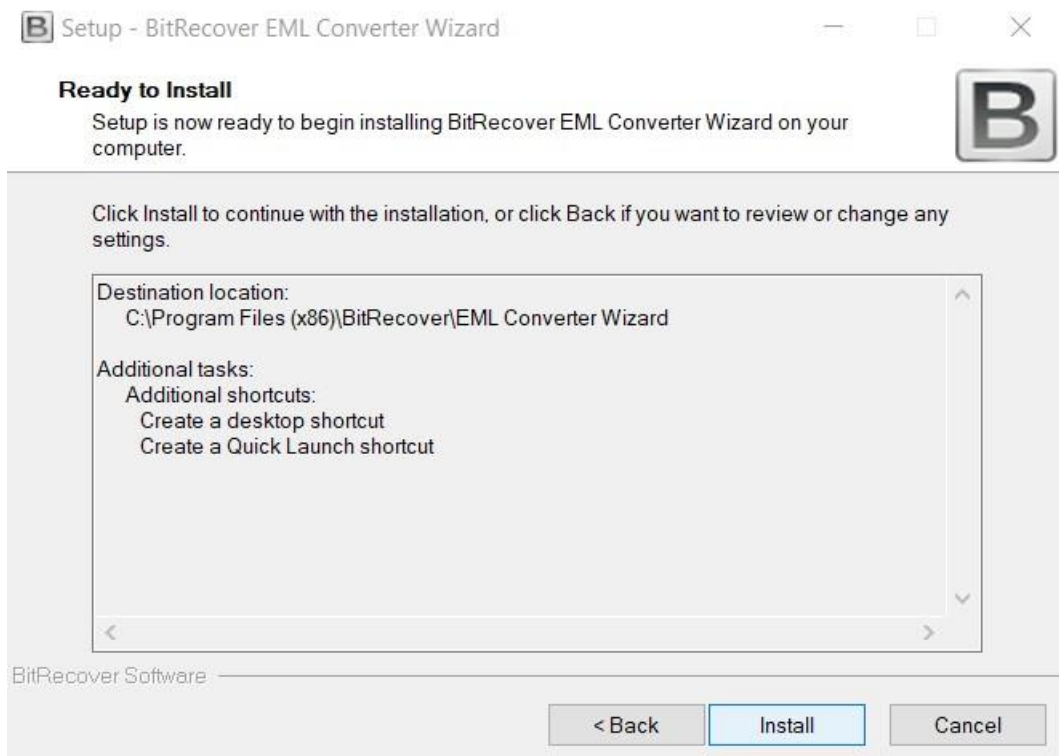 B Setup - BitRecover EML Converter Wizard
Ready to Install
Setup is now ready to begin installing BitRecover EML Converter Wizard on your
computer.
B
Click Install to continue with the installation, or click Back if you want to review or change any
settings.
Destination location:
C:\Program Files (x86)\BitRecover\EML Converter Wizard
Additional tasks:
Additional shortcuts:
Create a desktop shortcut
Create a Quick Launch shortcut
BitRecover Software
< Back Install Cancel